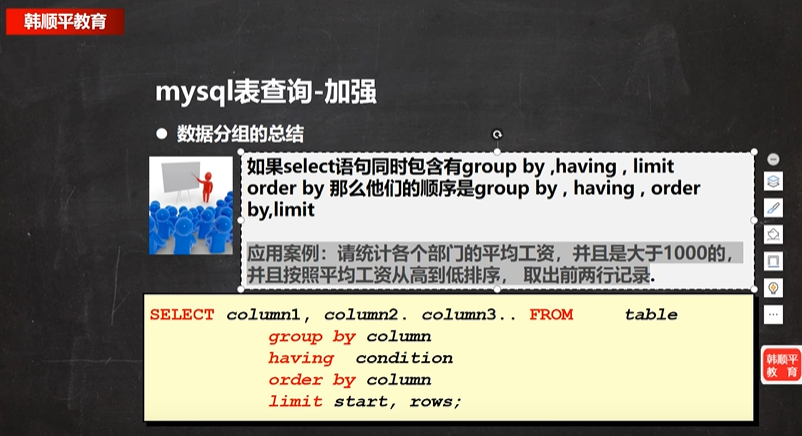 韩顺平教育
mysql表查询-加强
● 数据分组的总结
如果select语句同时包含有group by ,having , limit
order by 那么他们的顺序是group by , having , order
by,limit
应用案例：请统计各个部门的平均工资，并且是大于1000的，
并且按照平均工资从高到低排序， 取出前两行记录.
SELECT column1, column2. column3.. FROM table
group by column
having condition
order by column
limit start, rows;
韩顺平
教 育